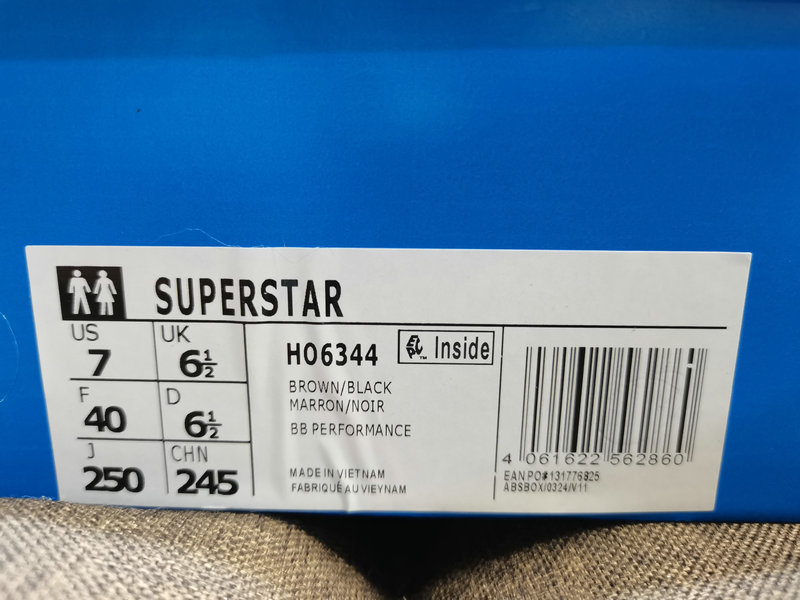 SUPERSTAR
US 7
UK 6½
F 40
D 6½
J 250
CHN 245
HO6344
Inside
BROWN/BLACK
MARRON/NOIR
BB PERFORMANCE
MADE IN VIETNAM
FABRIQUÉ AU VIEYNAM
4 061622 562860
EAN PO#131776825
ABSBOX/0324/V11